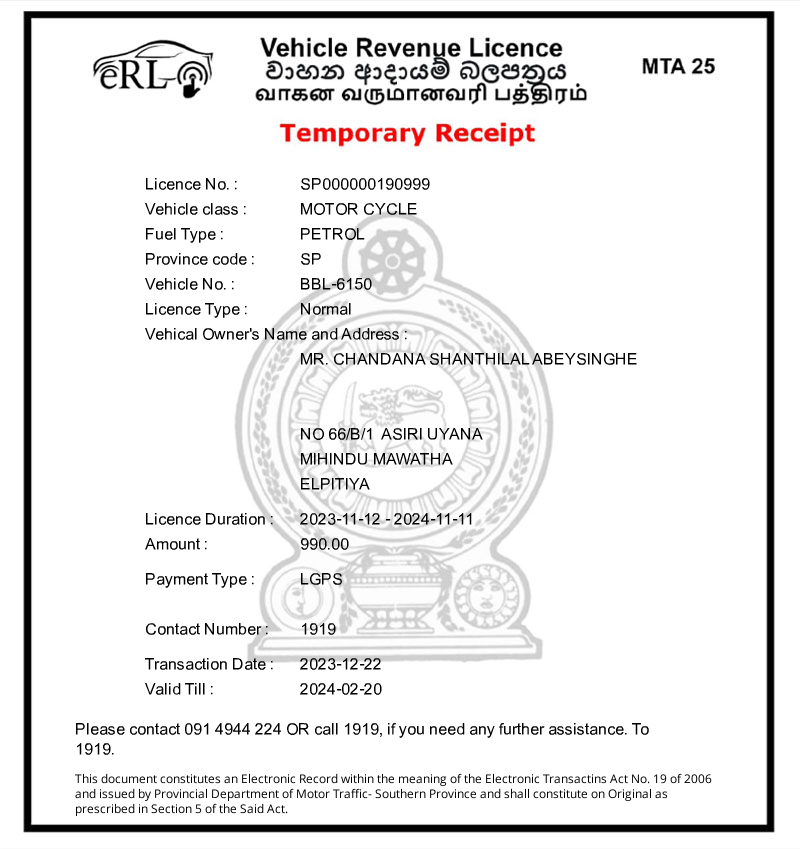 eRL
Vehicle Revenue Licence
වාහන ආදායම් බලපත්‍රය
வாகன வருமானவரி பத்திரம்
MTA 25
Temporary Receipt
Licence No. : SP000000190999
Vehicle class : MOTOR CYCLE
Fuel Type : PETROL
Province code : SP
Vehicle No. : BBL-6150
Licence Type : Normal
Vehical Owner's Name and Address :
MR. CHANDANA SHANTHILAL ABEYSINGHE
NO 66/B/1 ASIRI UYANA
MIHINDU MAWATHA
ELPITIYA
Licence Duration : 2023-11-12 - 2024-11-11
Amount : 990.00
Payment Type : LGPS
Contact Number : 1919
Transaction Date : 2023-12-22
Valid Till : 2024-02-20
Please contact 091 4944 224 OR call 1919, if you need any further assistance. To
1919.
This document constitutes an Electronic Record within the meaning of the Electronic Transactins Act No. 19 of 2006
and issued by Provincial Department of Motor Traffic- Southern Province and shall constitute on Original as
prescribed in Section 5 of the Said Act.